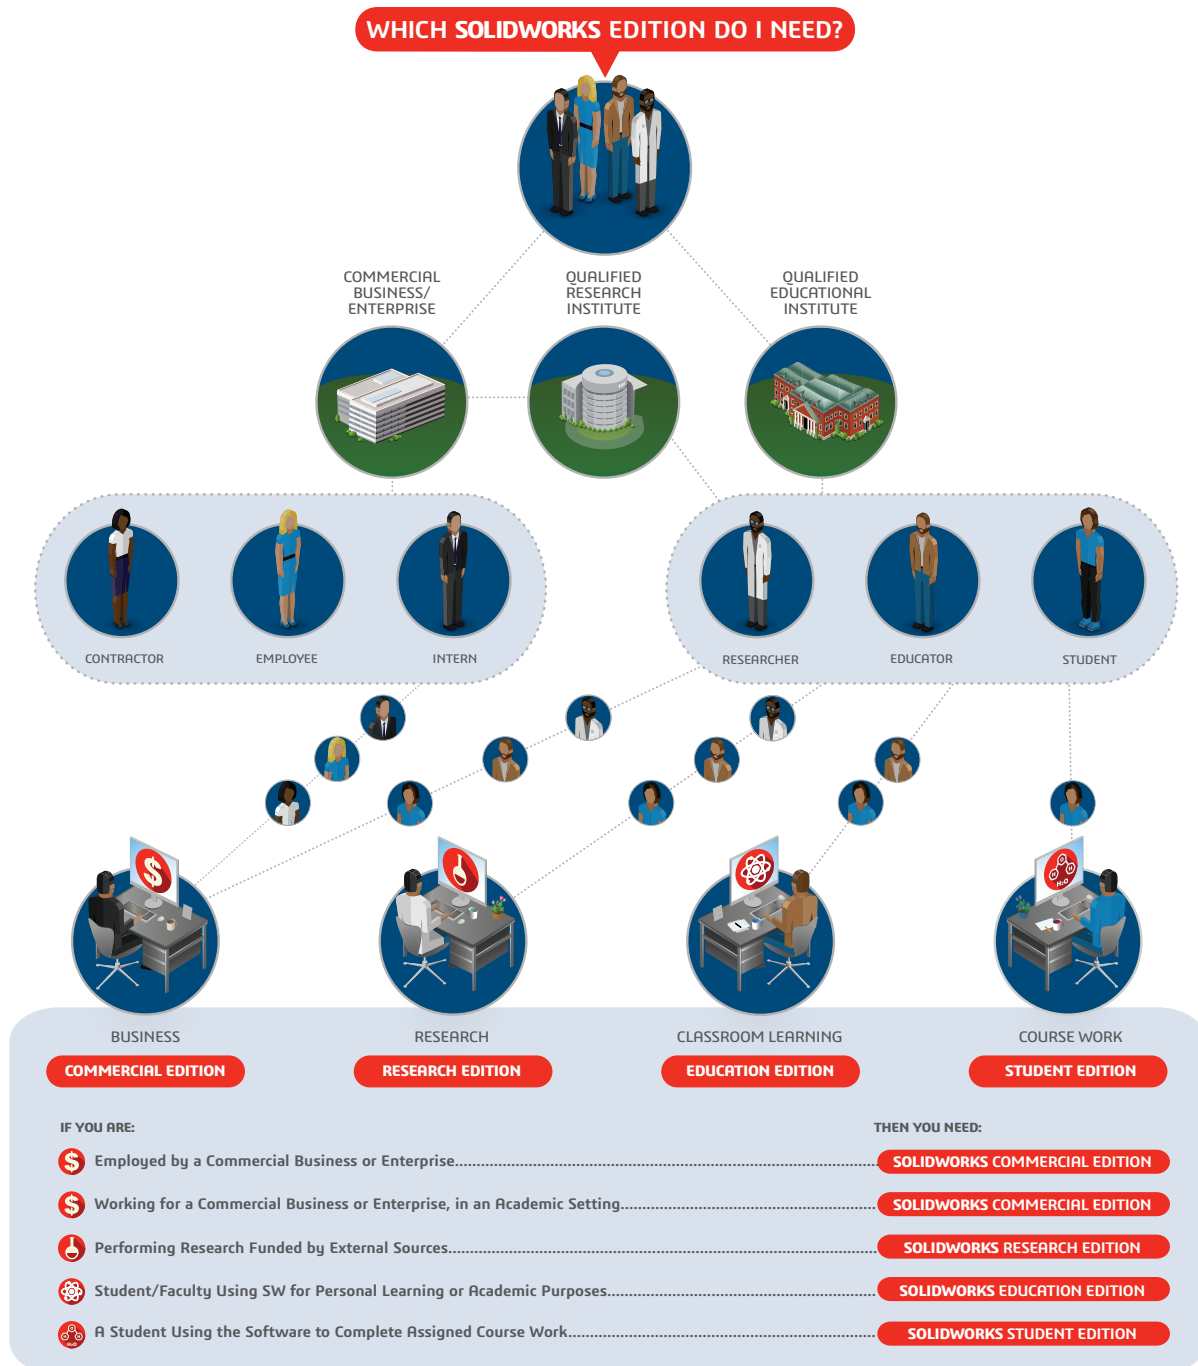 WHICH SOLIDWORKS EDITION DO I NEED?
COMMERCIAL
BUSINESS/
ENTERPRISE
QUALIFIED
RESEARCH
INSTITUTE
QUALIFIED
EDUCATIONAL
INSTITUTE
CONTRACTOR
EMPLOYEE
INTERN
RESEARCHER
EDUCATOR
STUDENT
$
H
O
H
H2O
BUSINESS
RESEARCH
CLASSROOM LEARNING
COURSE WORK
COMMERCIAL EDITION
RESEARCH EDITION
EDUCATION EDITION
STUDENT EDITION
IF YOU ARE:
THEN YOU NEED:
$ Employed by a Commercial Business or Enterprise
SOLIDWORKS COMMERCIAL EDITION
$ Working for a Commercial Business or Enterprise, in an Academic Setting
SOLIDWORKS COMMERCIAL EDITION
Performing Research Funded by External Sources
SOLIDWORKS RESEARCH EDITION
Student/Faculty Using SW for Personal Learning or Academic Purposes
SOLIDWORKS EDUCATION EDITION
H2O
A Student Using the Software to Complete Assigned Course Work
SOLIDWORKS STUDENT EDITION